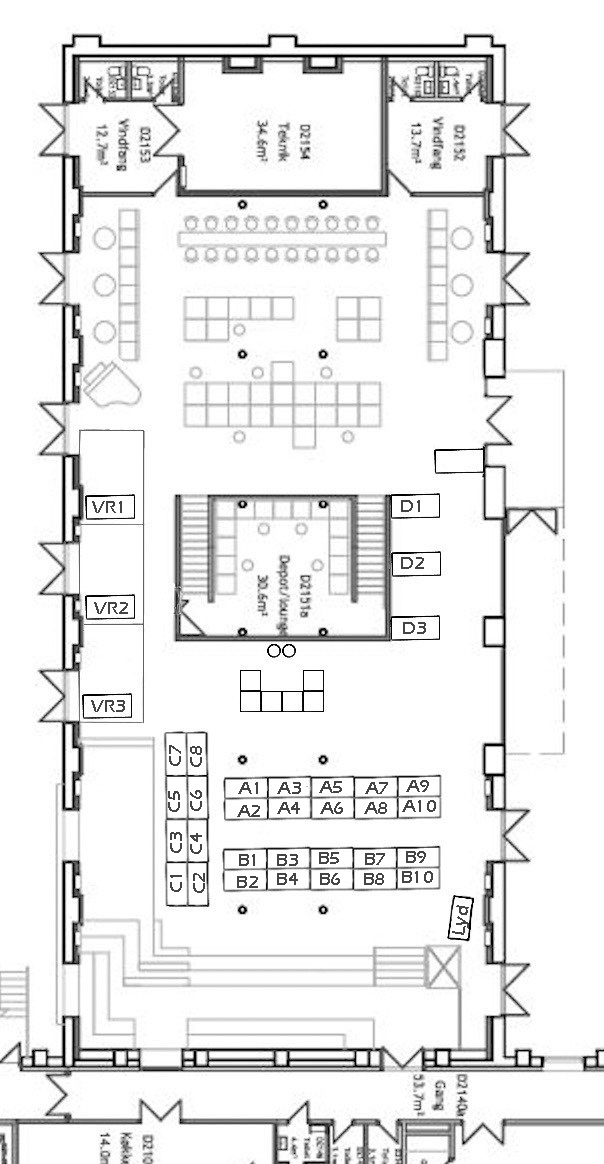 D2153
Vindfang
12.7m²
D2154
Teknik
34.6m²
D2152
Vindfang
13.7m²
VR1
D1
VR2
D2
D2151a
Depot/lounge
30.6m²
VR3
D3
C7
C8
C5
C6
C3
C4
C1
C2
A1
A3
A5
A7
A9
A2
A4
A6
A8
A10
B1
B3
B5
B7
B9
B2
B4
B6
B8
B10
Lyd
D2140a
Gang
53.7m²
D210
14.0m